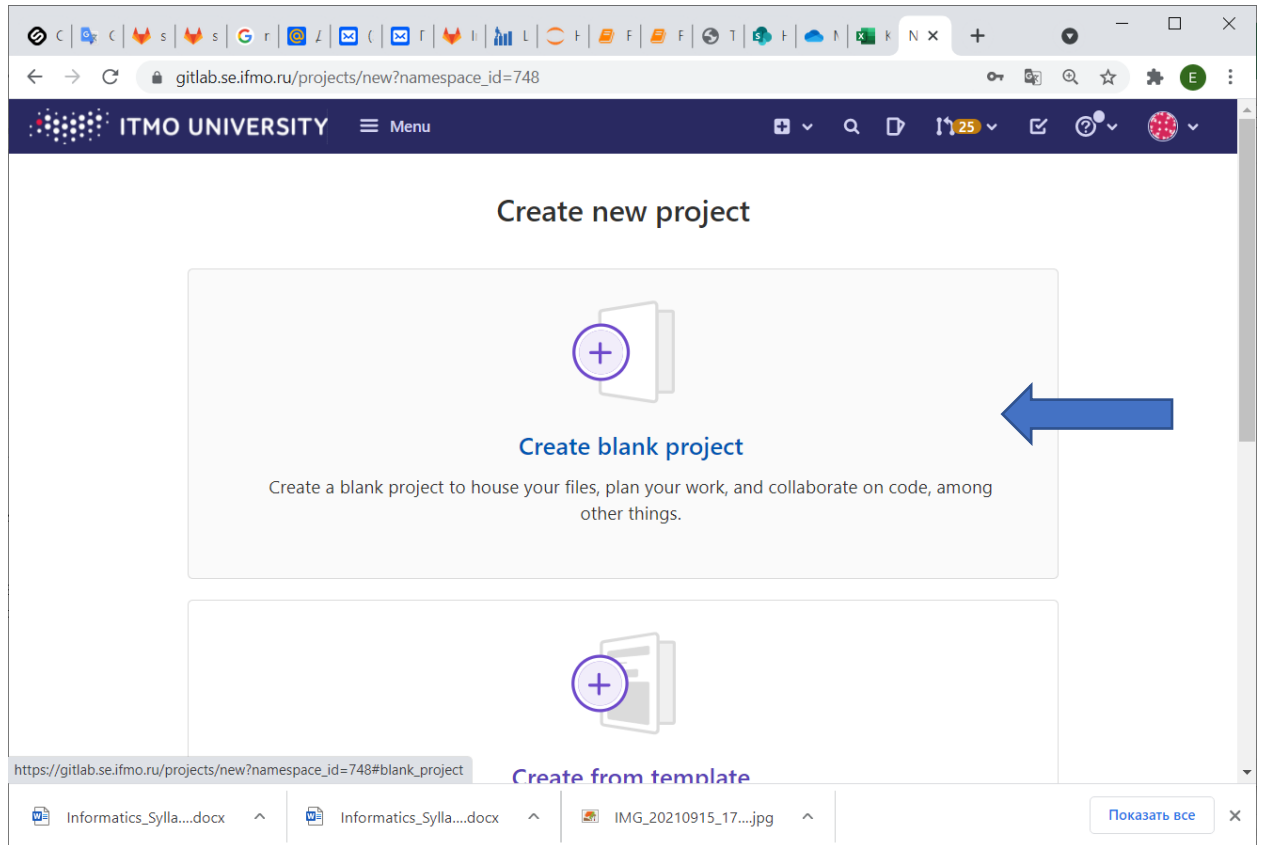 gitlab.se.ifmo.ru/projects/new?namespace_id=748
E
ITMO UNIVERSITY Menu 25
Create new project
Create blank project
Create a blank project to house your files, plan your work, and collaborate on code, among
other things.
Create from template
https://gitlab.se.ifmo.ru/projects/new?namespace_id=748#blank_project
Informatics_Sylla....docx Informatics_Sylla....docx IMG_20210915_17....jpg Показать все